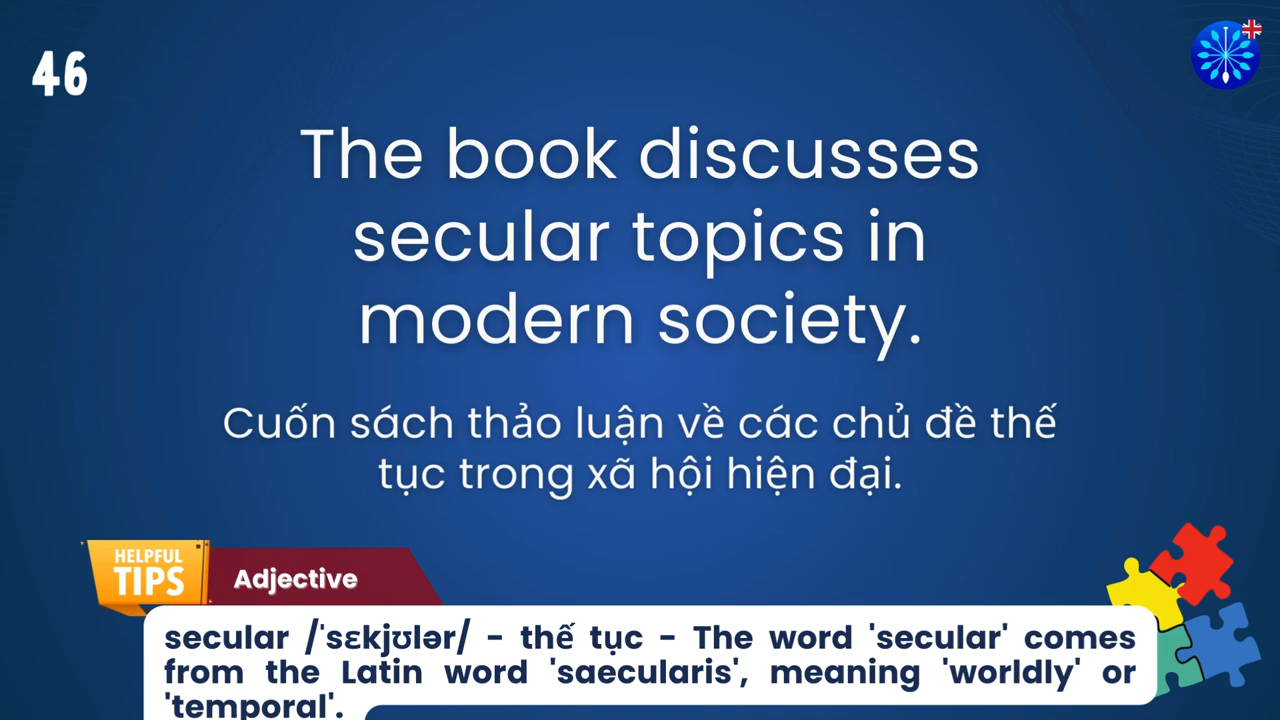 46
The book discusses
secular topics in
modern society.
Cuốn sách thảo luận về các chủ đề thế
tục trong xã hội hiện đại.
HELPFUL
TIPS
Adjective
secular /ˈsɛkjʊlər/ - thế tục - The word 'secular' comes
from the Latin word 'saecularis', meaning 'worldly' or
'temporal'.